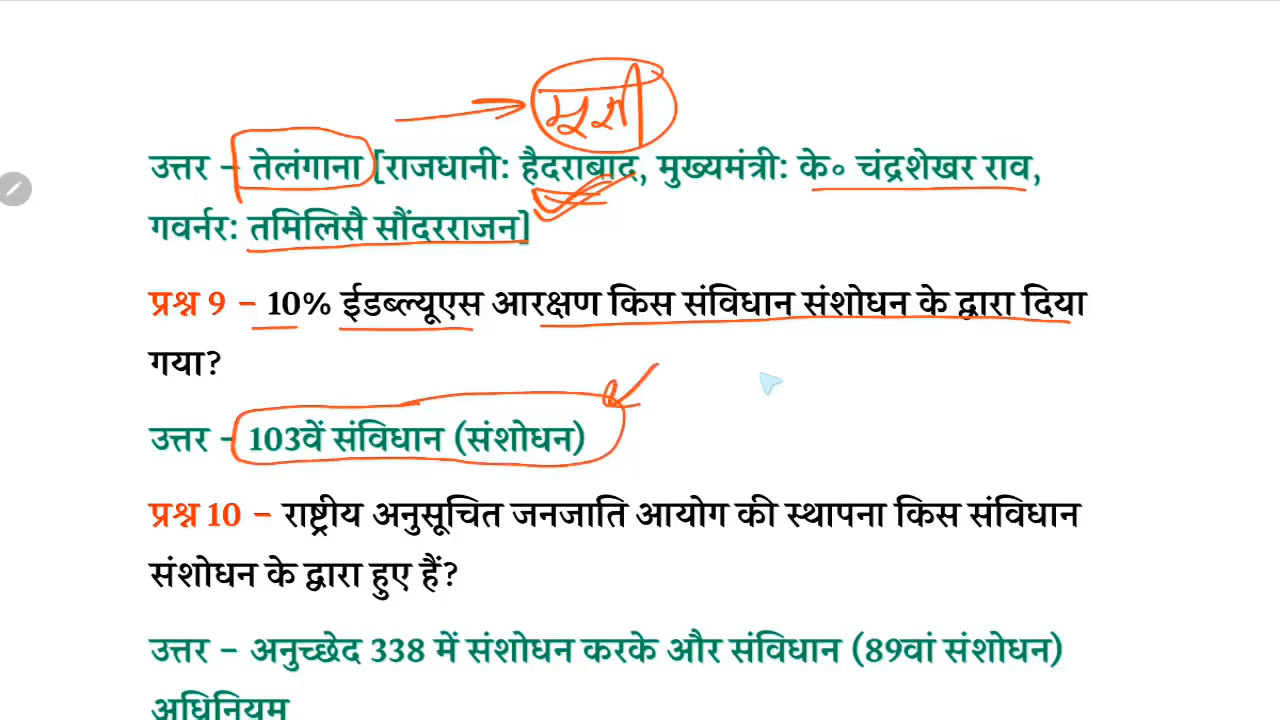 मूसी
उत्तर – तेलंगाना [राजधानी: हैदराबाद, मुख्यमंत्री: के० चंद्रशेखर राव,
गवर्नर: तमिलिसै सौंदरराजन]
प्रश्न 9 – 10% ईडब्ल्यूएस आरक्षण किस संविधान संशोधन के द्वारा दिया
गया?
उत्तर – 103वें संविधान (संशोधन)
प्रश्न 10 – राष्ट्रीय अनुसूचित जनजाति आयोग की स्थापना किस संविधान
संशोधन के द्वारा हुए हैं?
उत्तर – अनुच्छेद 338 में संशोधन करके और संविधान (89वां संशोधन)
अधिनियम